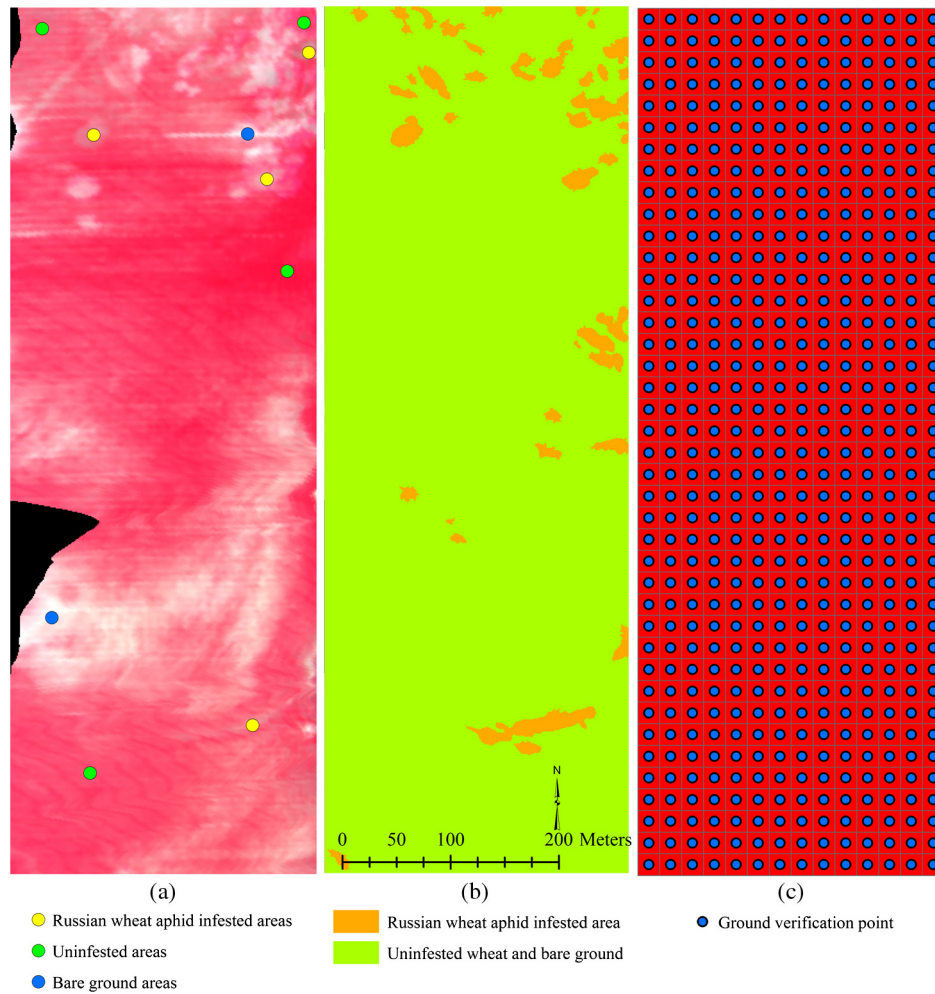 N
0 50 100 200 Meters
(a) (b) (c)
Russian wheat aphid infested areas
Uninfested areas
Bare ground areas
Russian wheat aphid infested area
Uninfested wheat and bare ground
Ground verification point